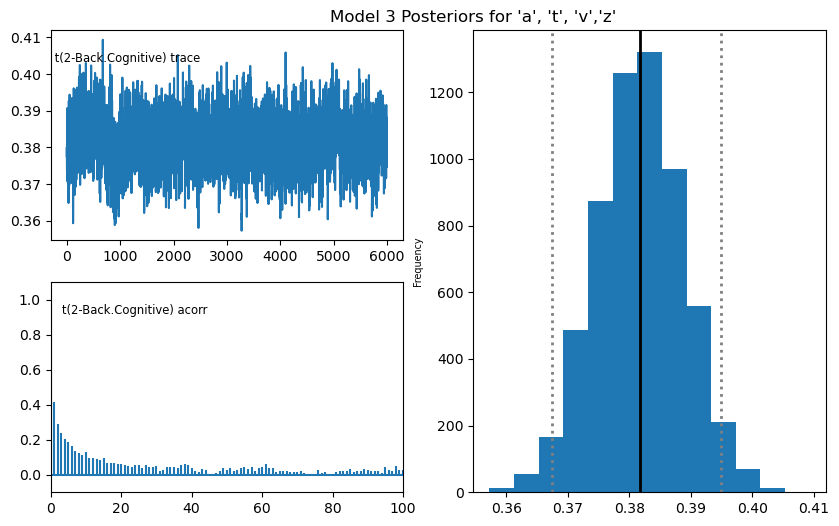 Model 3 Posteriors for 'a', 't', 'v','z'
t(2-Back.Cognitive) trace
0.41
0.40
0.39
0.38
0.37
0.36
0 1000 2000 3000 4000 5000 6000
t(2-Back.Cognitive) acorr
1.0
0.8
0.6
0.4
0.2
0.0
0 20 40 60 80 100
Frequency
1200
1000
800
600
400
200
0
0.36 0.37 0.38 0.39 0.40 0.41